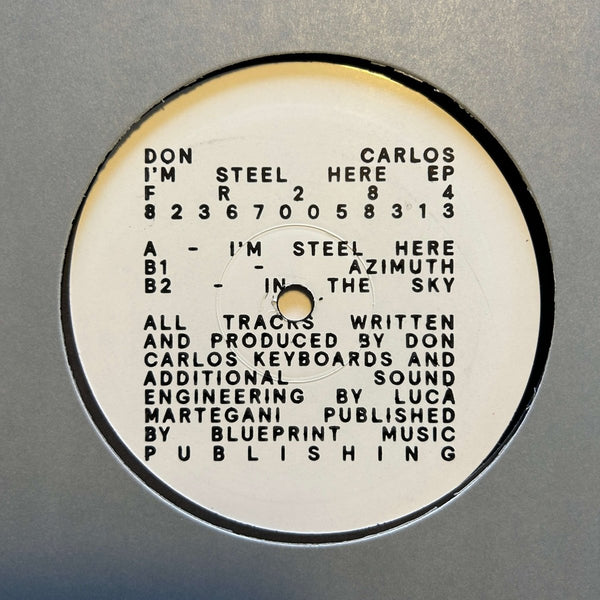 DON CARLOS
I'M STEEL HERE EP
F R 2 8 4
8 2 3 6 7 0 0 5 8 3 1 3
A - I'M STEEL HERE
B1 - AZIMUTH
B2 - IN THE SKY
ALL TRACKS WRITTEN
AND PRODUCED BY DON
CARLOS KEYBOARDS AND
ADDITIONAL SOUND
ENGINEERING BY LUCA
MARTEGANI PUBLISHED
BY BLUEPRINT MUSIC
P U B L I S H I N G